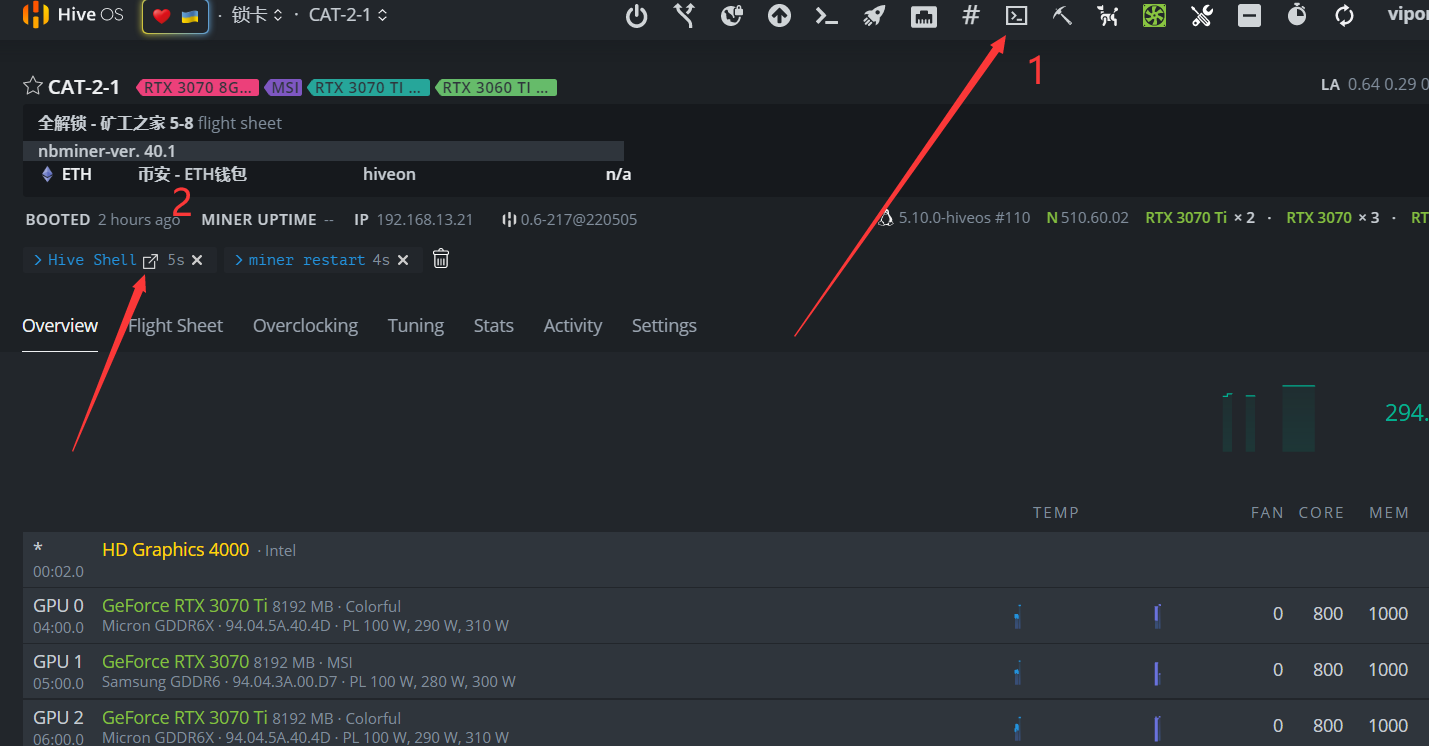 Hive OS · 锁卡 · CAT-2-1 vipor
1
CAT-2-1 RTX 3070 8G... MSI RTX 3070 TI ... RTX 3060 TI ... LA 0.64 0.29 0
全解锁 - 矿工之家 5-8 flight sheet
nbminer-ver. 40.1
ETH 币安 - ETH钱包 hiveon n/a
2
BOOTED 2 hours ago MINER UPTIME -- IP 192.168.13.21 0.6-217@220505 5.10.0-hiveos #110 N 510.60.02 RTX 3070 Ti × 2 · RTX 3070 × 3 · RT
> Hive Shell 5s × > miner restart 4s ×
Overview Flight Sheet Overclocking Tuning Stats Activity Settings
294.
TEMP FAN CORE MEM
* HD Graphics 4000 · Intel
00:02.0
GPU 0 GeForce RTX 3070 Ti 8192 MB · Colorful 0 800 1000
04:00.0 Micron GDDR6X · 94.04.5A.40.4D · PL 100 W, 290 W, 310 W
GPU 1 GeForce RTX 3070 8192 MB · MSI 0 800 1000
05:00.0 Samsung GDDR6 · 94.04.3A.00.D7 · PL 100 W, 280 W, 300 W
GPU 2 GeForce RTX 3070 Ti 8192 MB · Colorful 0 800 1000
06:00.0 Micron GDDR6X · 94.04.5A.40.4D · PL 100 W, 290 W, 310 W